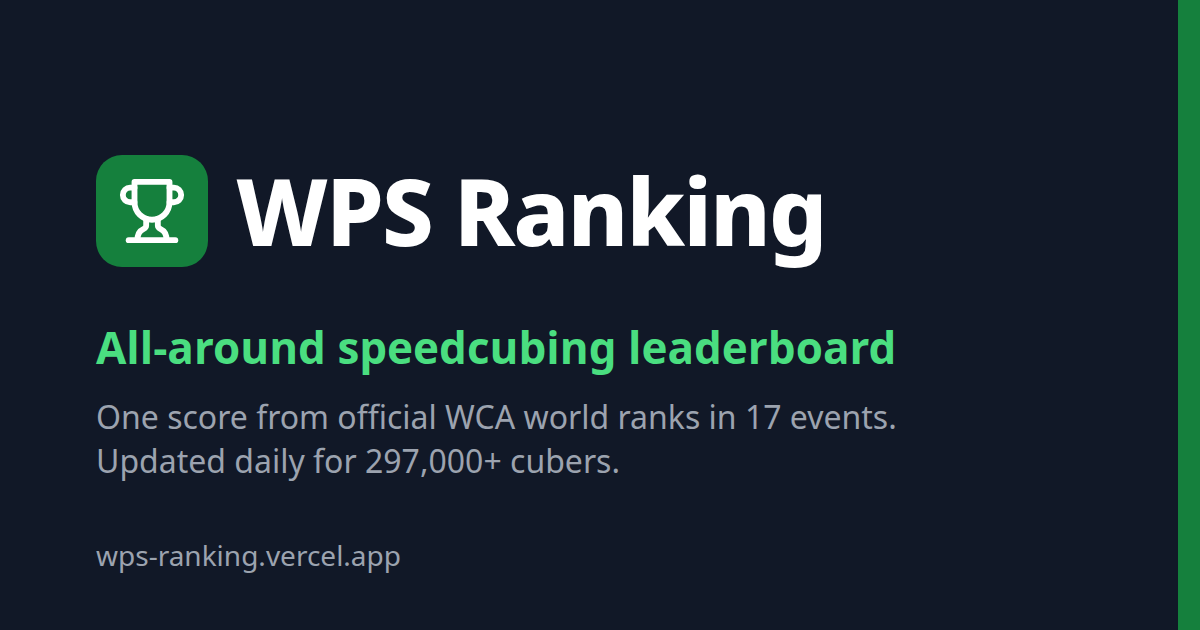 WPS Ranking
All-around speedcubing leaderboard
One score from official WCA world ranks in 17 events.
Updated daily for 297,000+ cubers.
wps-ranking.vercel.app